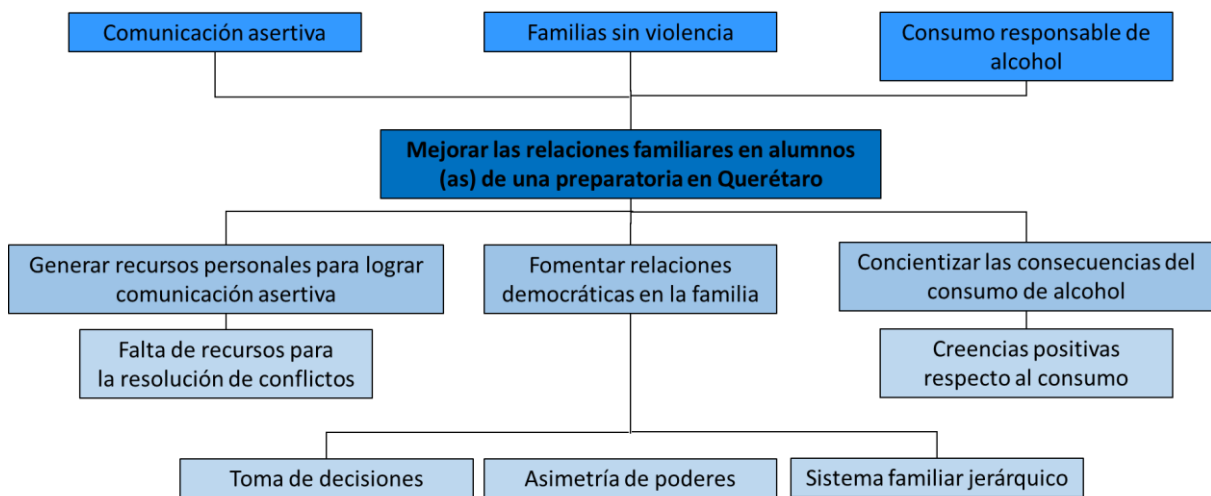 Comunicación asertiva
Familias sin violencia
Consumo responsable de
alcohol
Mejorar las relaciones familiares en alumnos
(as) de una preparatoria en Querétaro
Generar recursos personales para lograr
comunicación asertiva
Fomentar relaciones
democráticas en la familia
Concientizar las consecuencias del
consumo de alcohol
Falta de recursos para
la resolución de conflictos
Creencias positivas
respecto al consumo
Toma de decisiones
Asimetría de poderes
Sistema familiar jerárquico